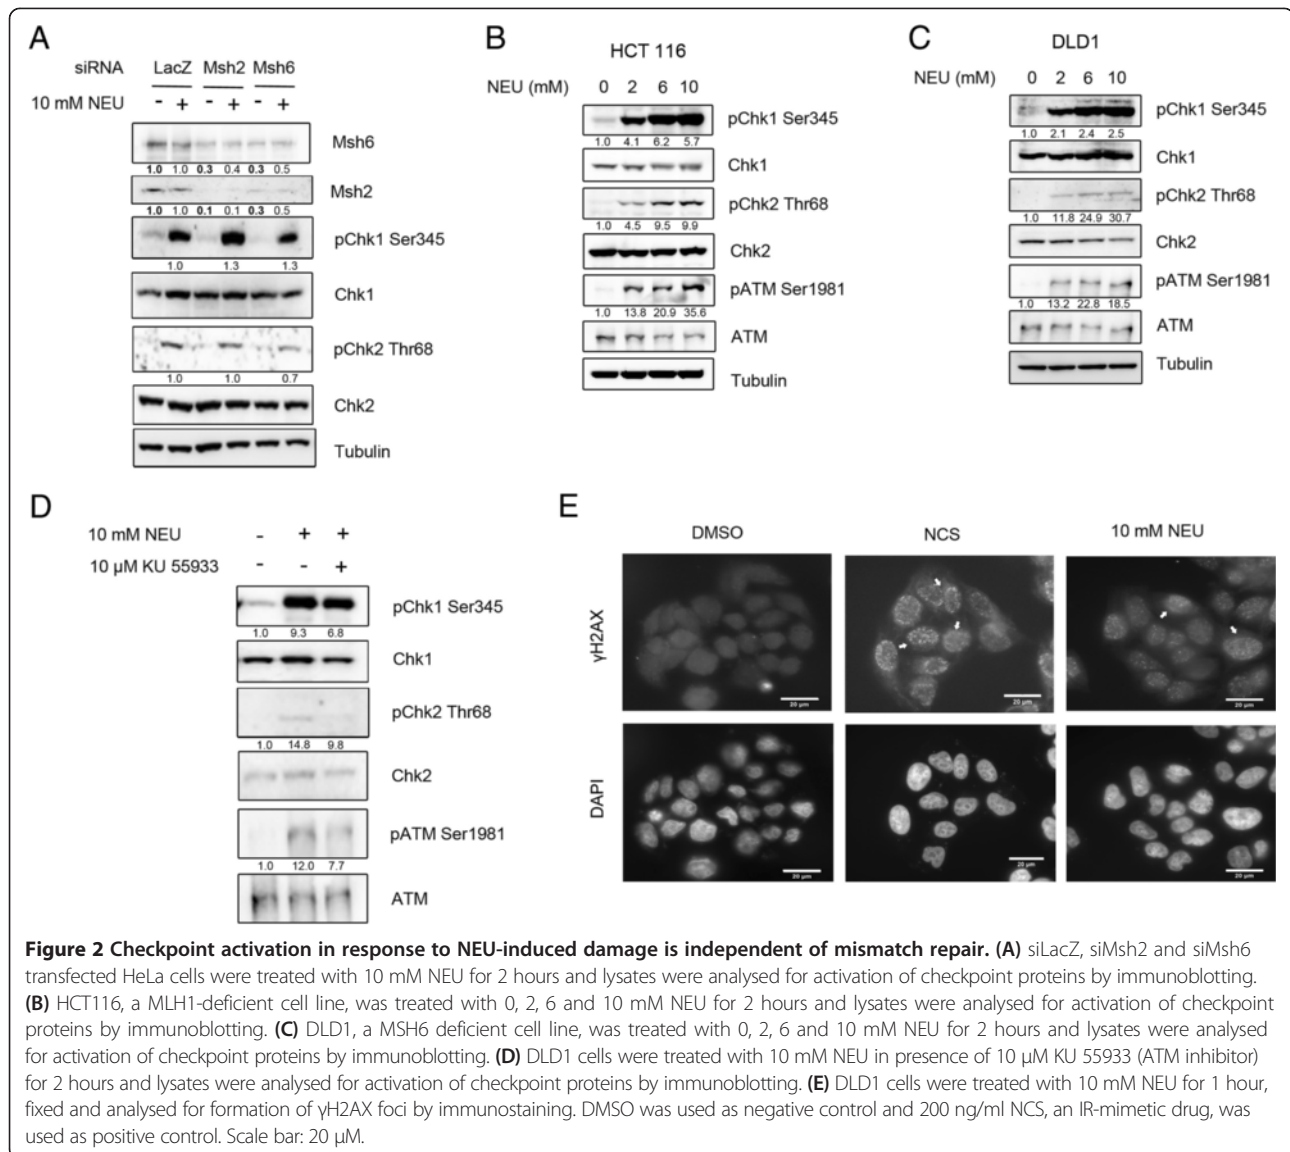 A
siRNA LacZ Msh2 Msh6
10 mM NEU - + - + - +
Msh6
1.0 1.0 0.3 0.4 0.3 0.5
Msh2
1.0 1.0 0.1 0.1 0.3 0.5
pChk1 Ser345
1.0 1.3 1.3
Chk1
pChk2 Thr68
1.0 1.0 0.7
Chk2
Tubulin
B
HCT 116
NEU (mM) 0 2 6 10
pChk1 Ser345
1.0 4.1 6.2 5.7
Chk1
pChk2 Thr68
1.0 4.5 9.5 9.9
Chk2
pATM Ser1981
1.0 13.8 20.9 35.6
ATM
Tubulin
C
DLD1
NEU (mM) 0 2 6 10
pChk1 Ser345
1.0 2.1 2.4 2.5
Chk1
pChk2 Thr68
1.0 11.8 24.9 30.7
Chk2
pATM Ser1981
1.0 13.2 22.8 18.5
ATM
Tubulin
D
10 mM NEU - + +
10 µM KU 55933 - - +
pChk1 Ser345
1.0 9.3 6.8
Chk1
pChk2 Thr68
1.0 14.8 9.8
Chk2
pATM Ser1981
1.0 12.0 7.7
ATM
E
DMSO NCS 10 mM NEU
γH2AX
20 µm 20 µm 20 µm
DAPI
20 µm 20 µm 20 µm
Figure 2 Checkpoint activation in response to NEU-induced damage is independent of mismatch repair. (A) siLacZ, siMsh2 and siMsh6
transfected HeLa cells were treated with 10 mM NEU for 2 hours and lysates were analysed for activation of checkpoint proteins by immunoblotting.
(B) HCT116, a MLH1-deficient cell line, was treated with 0, 2, 6 and 10 mM NEU for 2 hours and lysates were analysed for activation of checkpoint
proteins by immunoblotting. (C) DLD1, a MSH6 deficient cell line, was treated with 0, 2, 6 and 10 mM NEU for 2 hours and lysates were analysed
for activation of checkpoint proteins by immunoblotting. (D) DLD1 cells were treated with 10 mM NEU in presence of 10 µM KU 55933 (ATM inhibitor)
for 2 hours and lysates were analysed for activation of checkpoint proteins by immunoblotting. (E) DLD1 cells were treated with 10 mM NEU for 1 hour,
fixed and analysed for formation of γH2AX foci by immunostaining. DMSO was used as negative control and 200 ng/ml NCS, an IR-mimetic drug, was
used as positive control. Scale bar: 20 µM.